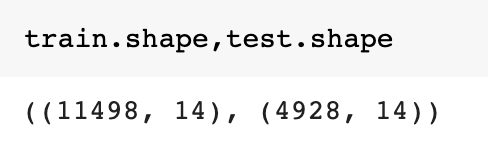 train.shape,test.shape
((11498, 14), (4928, 14))